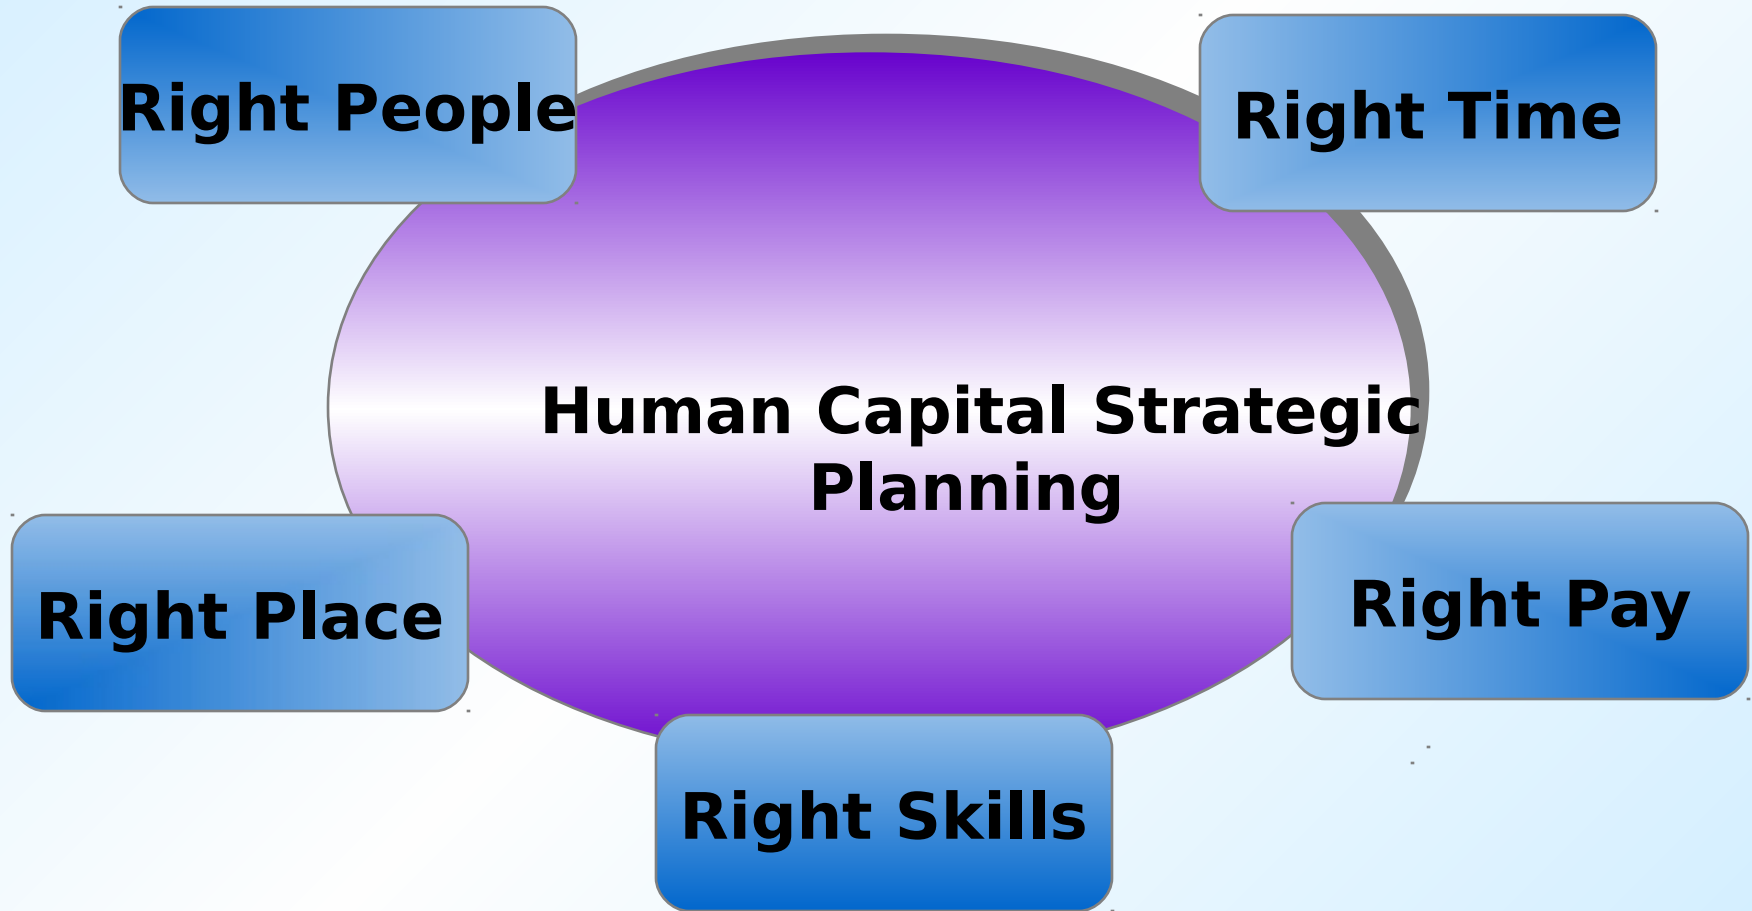 Right People
Right Time
Human Capital Strategic
Planning
Right Place
Right Pay
Right Skills